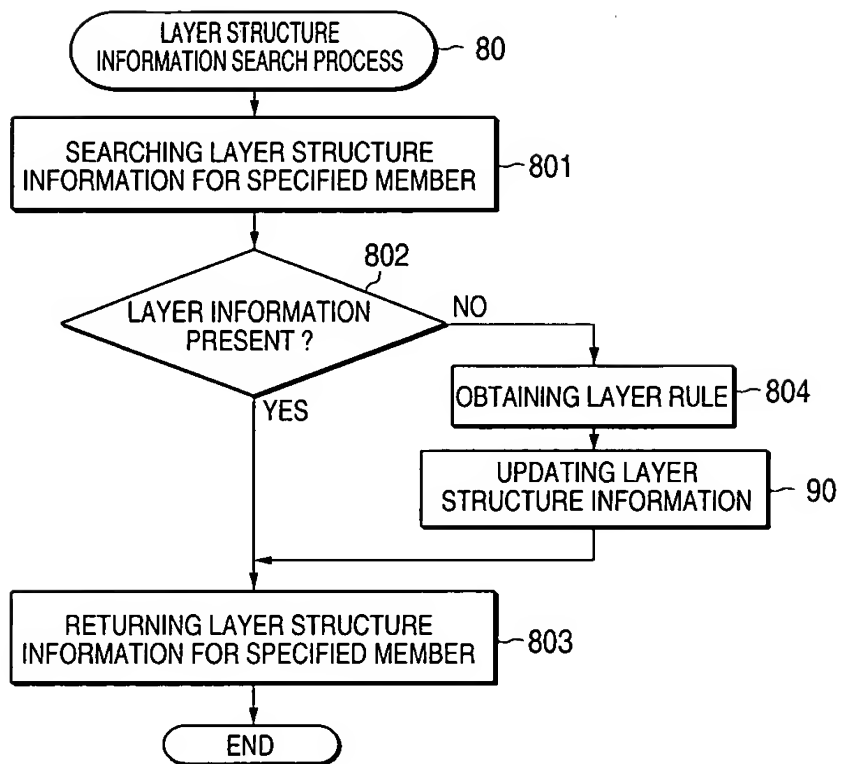 LAYER STRUCTURE
INFORMATION SEARCH PROCESS
80
SEARCHING LAYER STRUCTURE
INFORMATION FOR SPECIFIED MEMBER
801
802
LAYER INFORMATION
PRESENT ?
NO
YES
OBTAINING LAYER RULE
804
UPDATING LAYER
STRUCTURE INFORMATION
90
RETURNING LAYER STRUCTURE
INFORMATION FOR SPECIFIED MEMBER
803
END